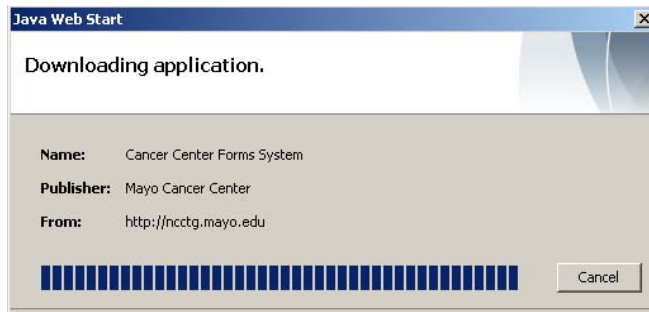 Java Web Start
Downloading application.
Name: Cancer Center Forms System
Publisher: Mayo Cancer Center
From: http://ncctg.mayo.edu
Cancel